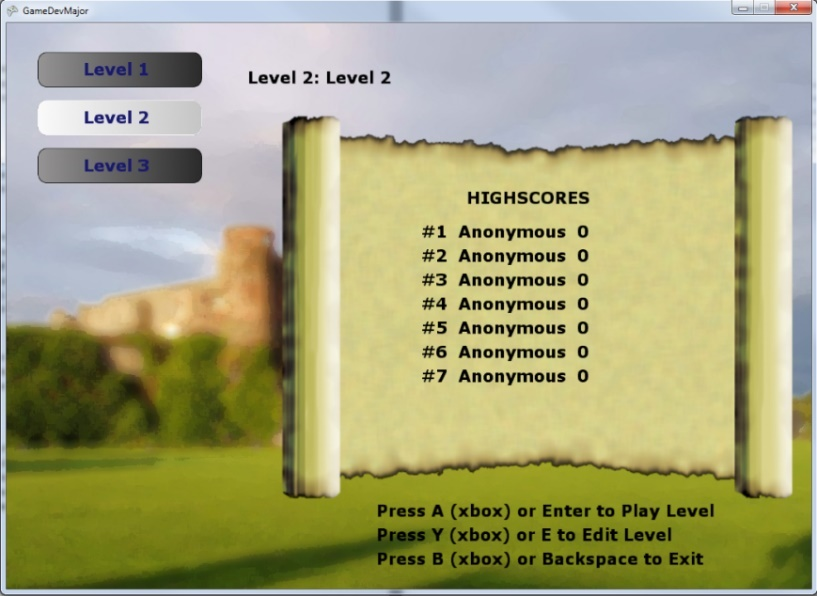 GameDevMajor
Level 1
Level 2
Level 3
Level 2: Level 2
HIGHSCORES
#1 Anonymous 0
#2 Anonymous 0
#3 Anonymous 0
#4 Anonymous 0
#5 Anonymous 0
#6 Anonymous 0
#7 Anonymous 0
Press A (xbox) or Enter to Play Level
Press Y (xbox) or E to Edit Level
Press B (xbox) or Backspace to Exit